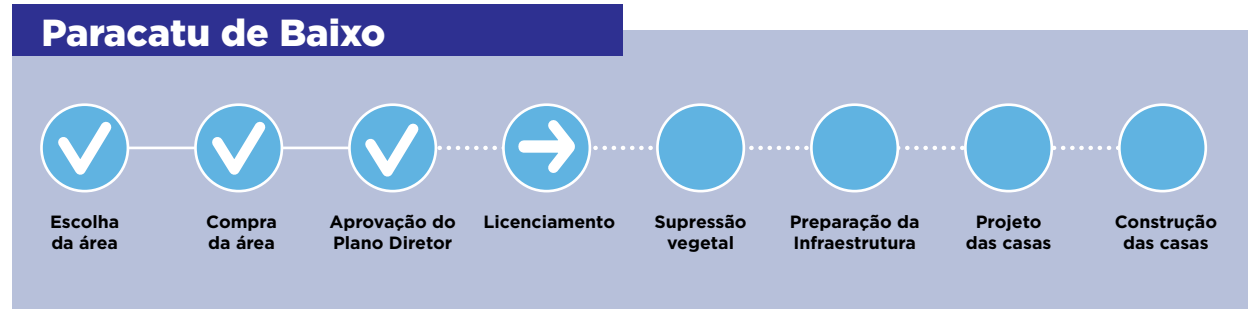 Paracatu de Baixo
Escolha
da área
Compra
da área
Aprovação do
Plano Diretor
Licenciamento
Supressão
vegetal
Preparação da
Infraestrutura
Projeto
das casas
Construção
das casas